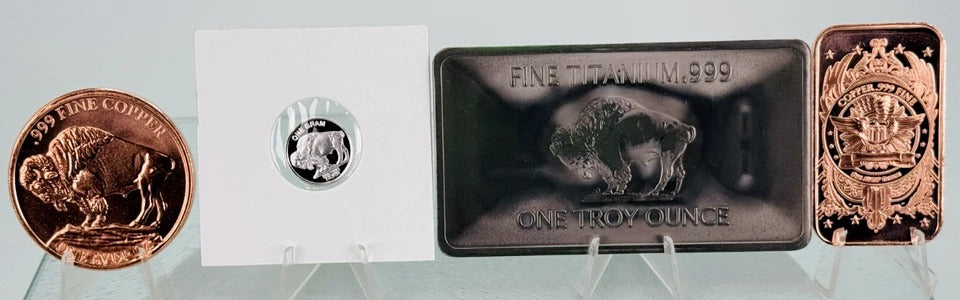 .999 FINE COPPER
ONE GRAM
FINE TITANIUM .999
ONE TROY OUNCE
COPPER .999 FINE